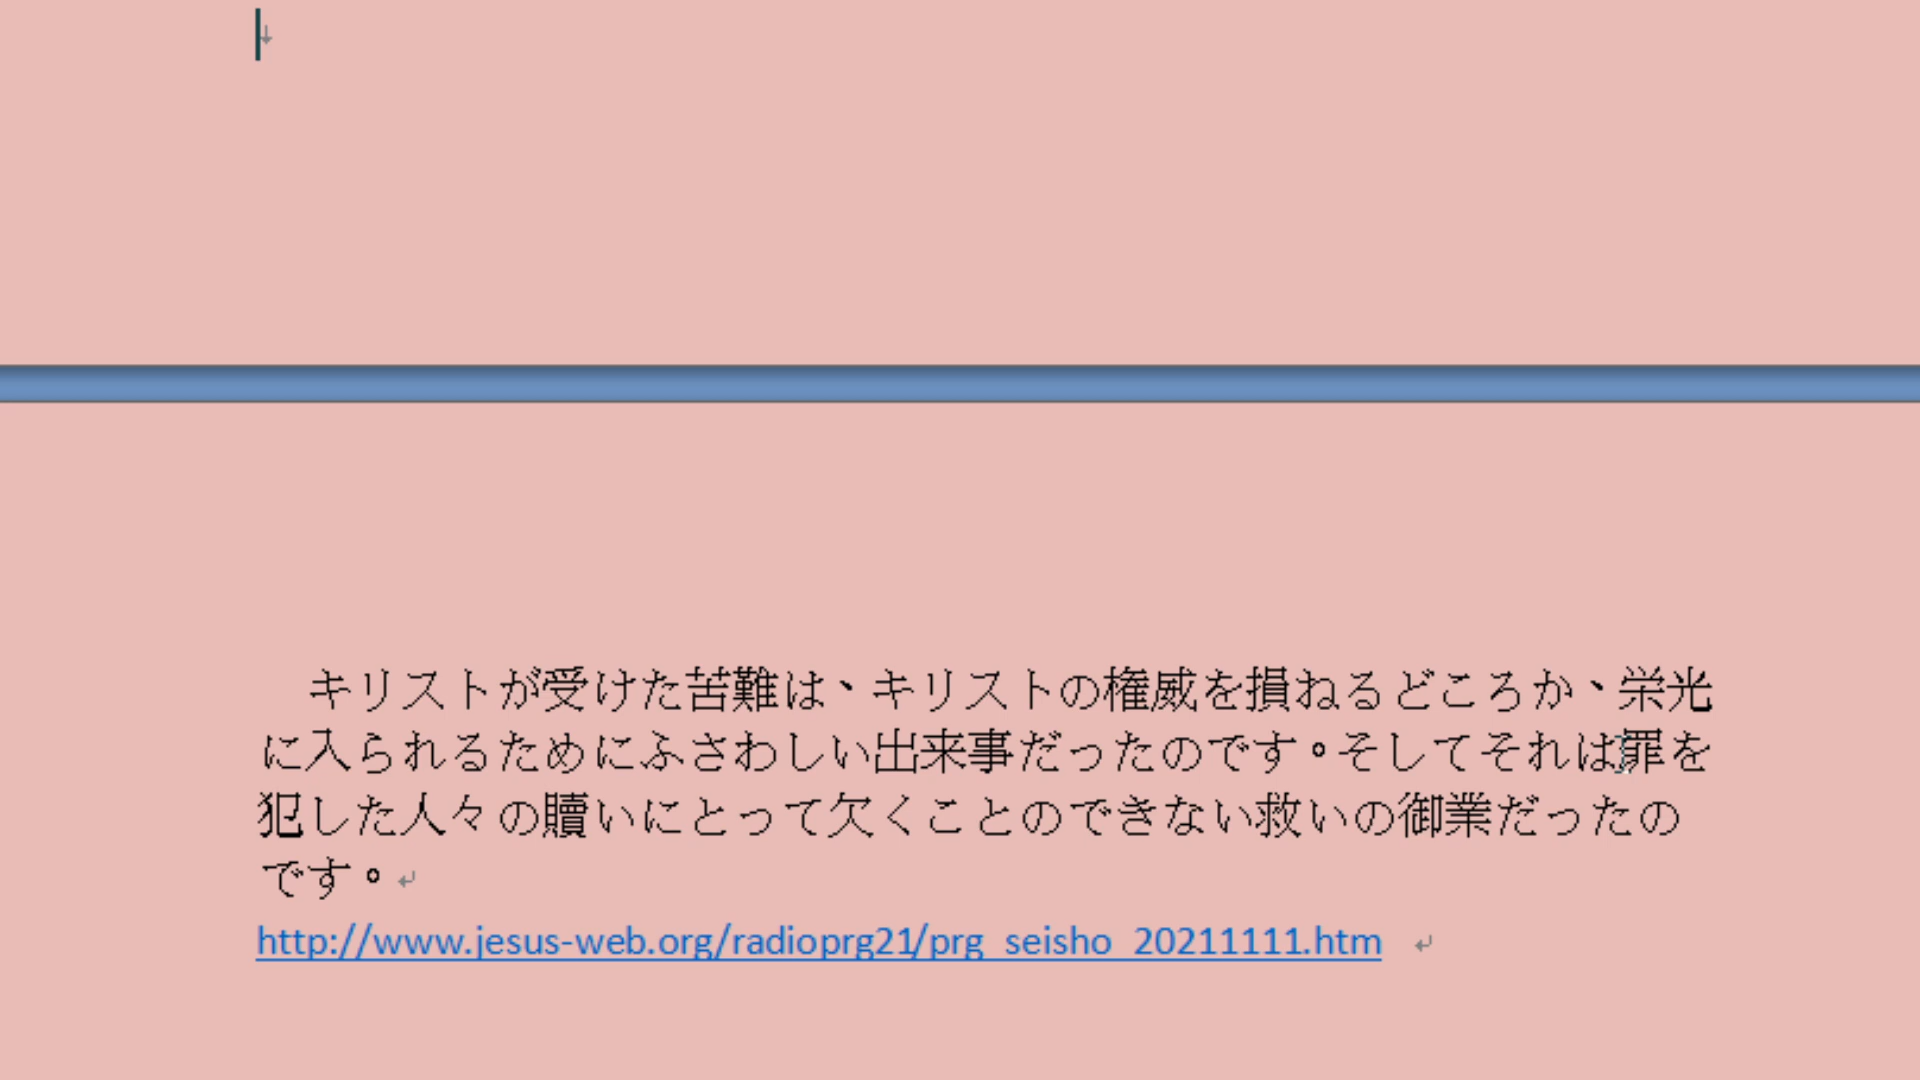 キリストが受けた苦難は、キリストの権威を損ねるどころか、栄光
に入られるためにふさわしい出来事だったのです。そしてそれは罪を
犯した人々の贖いにとって欠くことのできない救いの御業だったの
です。
http://www.jesus-web.org/radioprg21/prg_seisho_20211111.htm